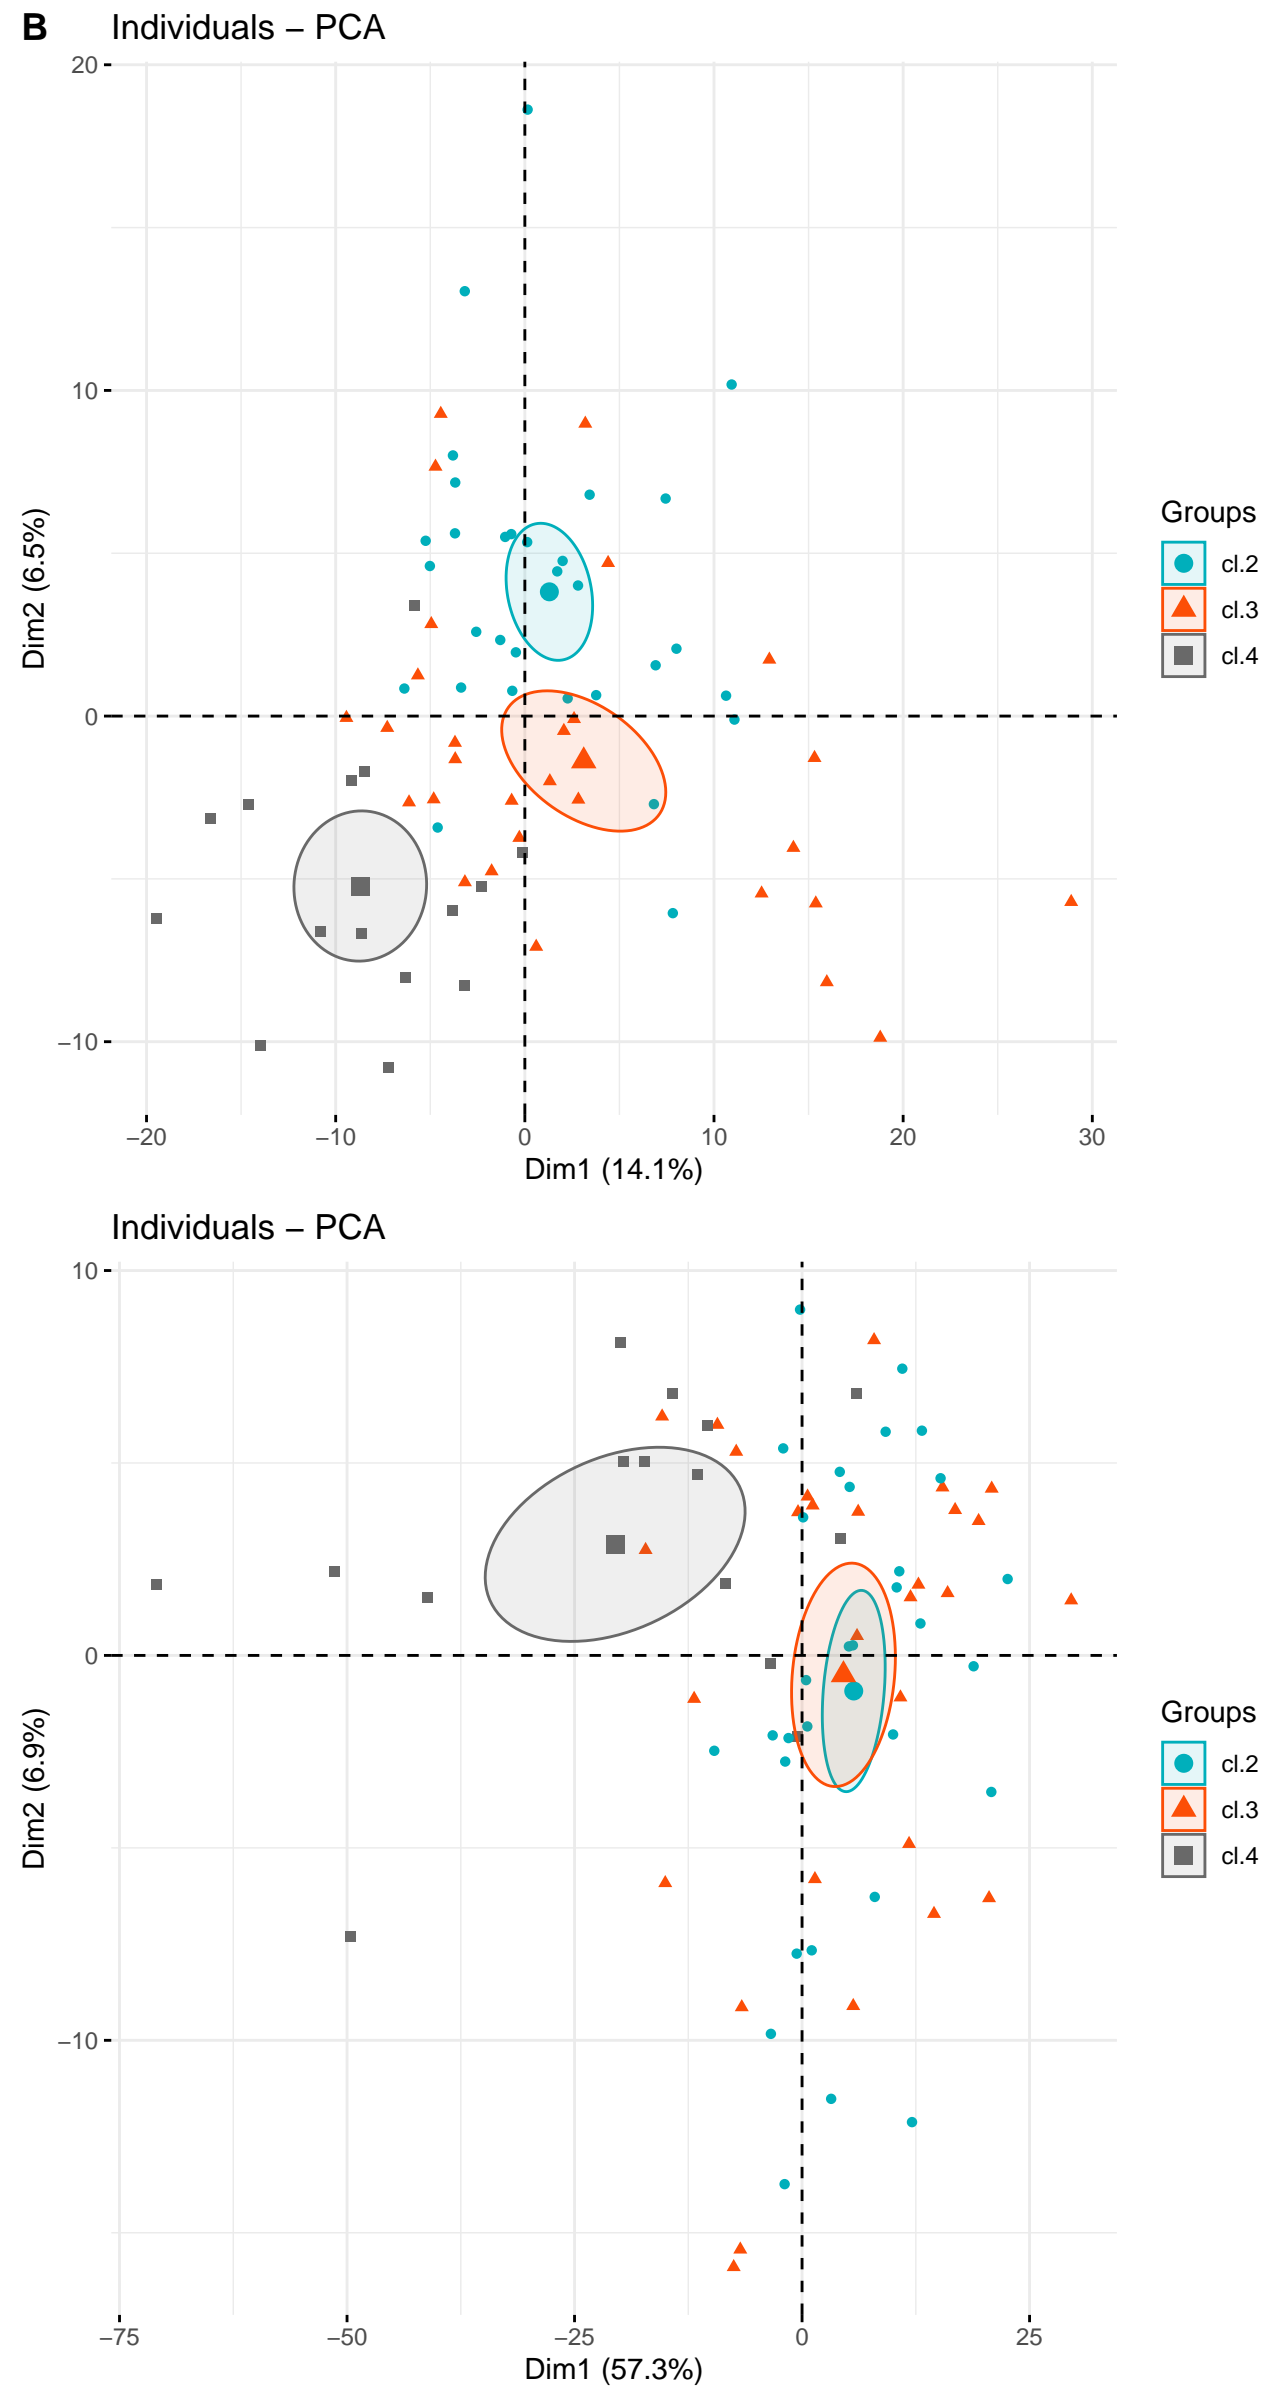 B
Individuals – PCA
20
10
0
−10
Dim2 (6.5%)
−20
−10
0
10
20
30
Dim1 (14.1%)
Groups
cl.2
cl.3
cl.4
Individuals – PCA
10
0
−10
Dim2 (6.9%)
−75
−50
−25
0
25
Dim1 (57.3%)
Groups
cl.2
cl.3
cl.4